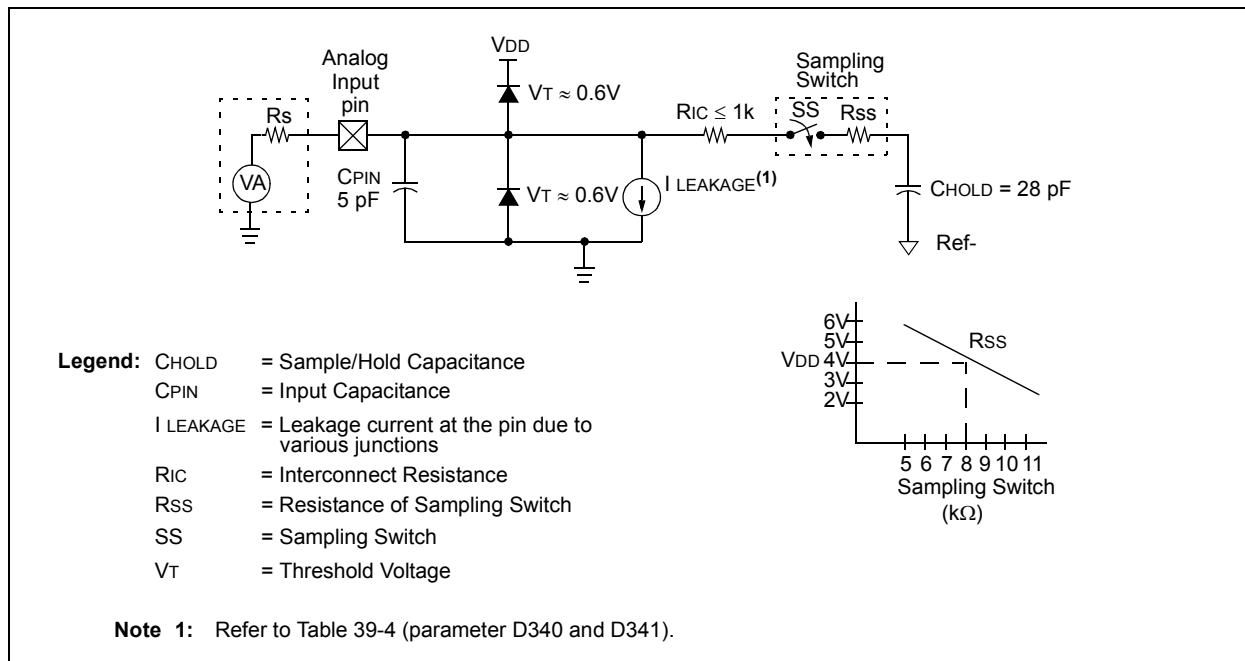 VDD
Analog
Input
pin
Sampling
Switch
VT ≈ 0.6V
RIC ≤ 1k
SS
RSS
Rs
VA
CPIN
5 pF
VT ≈ 0.6V
I LEAKAGE(1)
CHOLD = 28 pF
Ref-
6V
5V
VDD 4V
3V
2V
RSS
5 6 7 8 9 10 11
Sampling Switch
(kΩ)
Legend: CHOLD = Sample/Hold Capacitance
CPIN = Input Capacitance
I LEAKAGE = Leakage current at the pin due to
various junctions
RIC = Interconnect Resistance
RSS = Resistance of Sampling Switch
SS = Sampling Switch
VT = Threshold Voltage
Note 1: Refer to Table 39-4 (parameter D340 and D341).